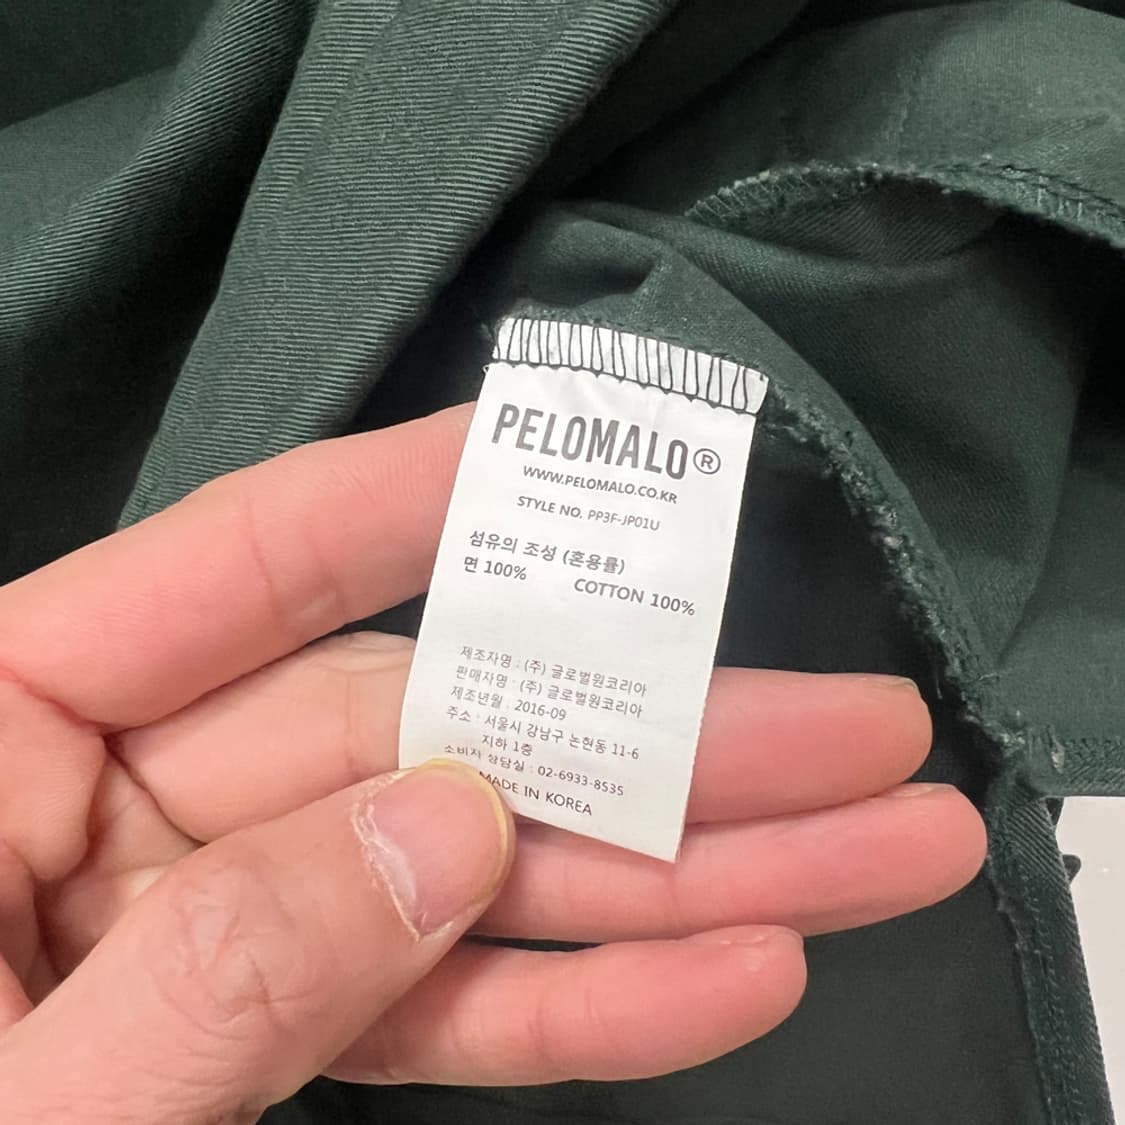 PELOMALO®
WWW.PELOMALO.CO.KR
STYLE NO. PP3F-JP01U
섬유의 조성 (혼용률)
면 100% COTTON 100%
제조자명 : (주) 글로벌원코리아
판매자명 : (주) 글로벌원코리아
제조년월 : 2016-09
주소 : 서울시 강남구 논현동 11-6
지하 1층
소비자 상담실 : 02-6933-8535
MADE IN KOREA